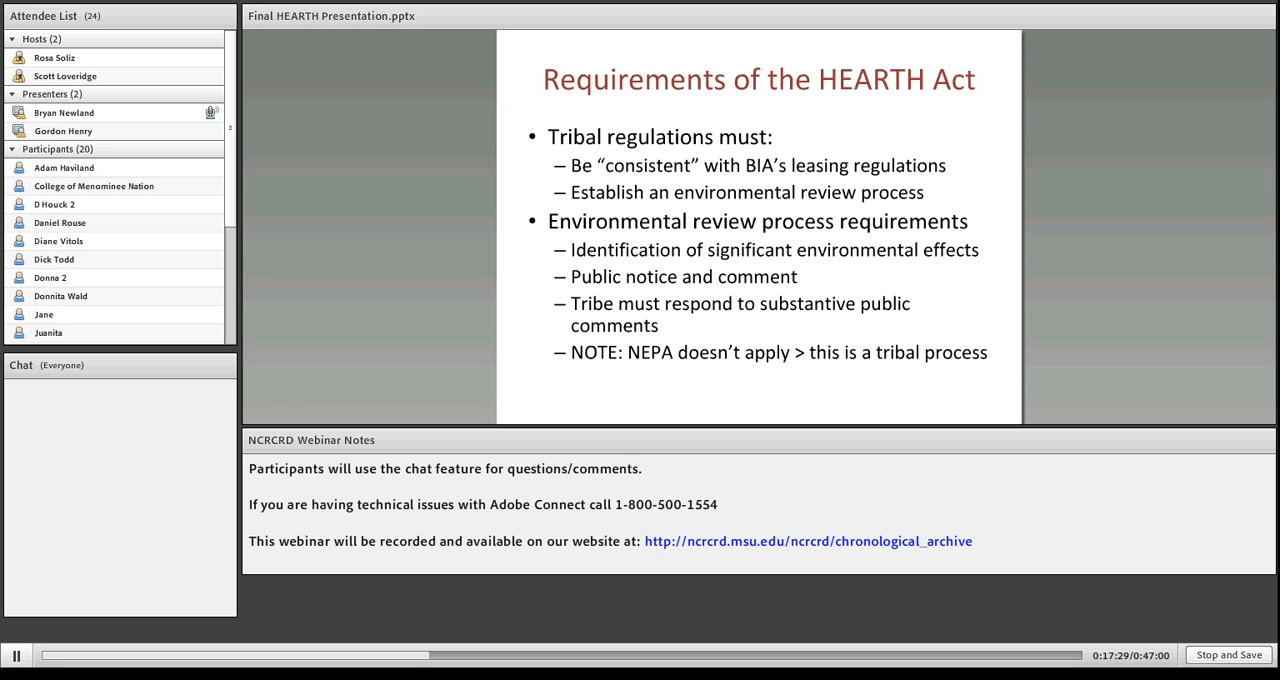 Attendee List (24)
Hosts (2)
Rosa Soliz
Scott Loveridge
Presenters (2)
Bryan Newland
Gordon Henry
Participants (20)
Adam Haviland
College of Menominee Nation
D Houck 2
Daniel Rouse
Diane Vitols
Dick Todd
Donna 2
Donnita Wald
Jane
Juanita
Chat (Everyone)
Final HEARTH Presentation.pptx
Requirements of the HEARTH Act
• Tribal regulations must:
– Be “consistent” with BIA’s leasing regulations
– Establish an environmental review process
• Environmental review process requirements
– Identification of significant environmental effects
– Public notice and comment
– Tribe must respond to substantive public
comments
– NOTE: NEPA doesn’t apply > this is a tribal process
NCRCRD Webinar Notes
Participants will use the chat feature for questions/comments.
If you are having technical issues with Adobe Connect call 1-800-500-1554
This webinar will be recorded and available on our website at: http://ncrcrd.msu.edu/ncrcrd/chronological_archive
0:17:29/0:47:00
Stop and Save